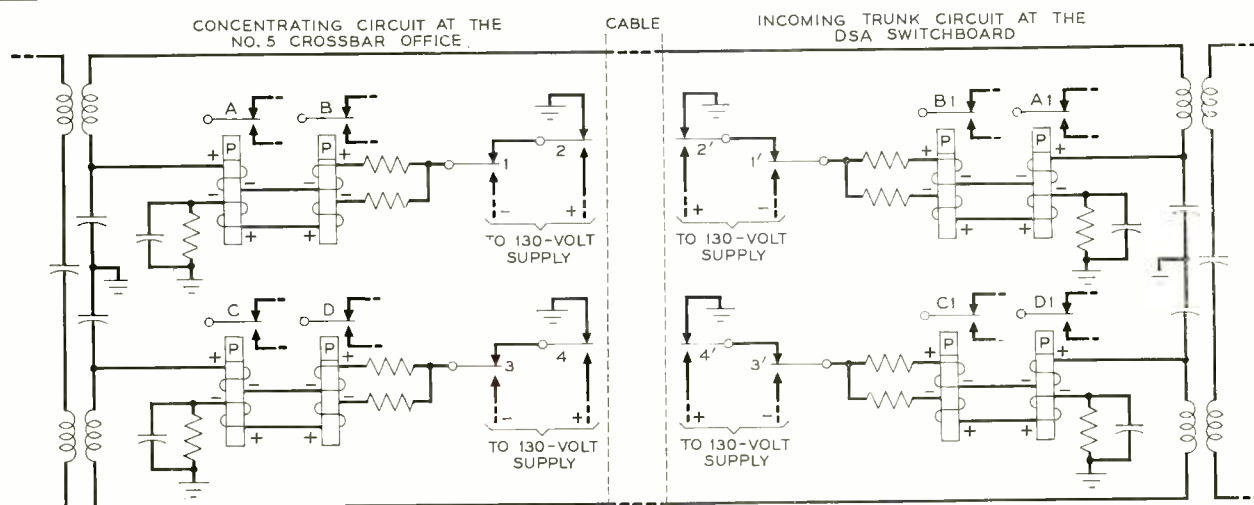 CONCENTRATING CIRCUIT AT THE
NO. 5 CROSSBAR OFFICE
CABLE
INCOMING TRUNK CIRCUIT AT THE
DSA SWITCHBOARD
A
B
B1
A1
P
P
P
P
+
+
+
+
-
-
-
-
+
+
+
+
1
2
2′
1′
-
+
+
-
TO 130-VOLT
SUPPLY
TO 130-VOLT
SUPPLY
C
D
C1
D1
P
P
P
P
+
+
+
+
-
-
-
-
+
+
+
+
3
4
4′
3′
-
+
+
-
TO 130-VOLT
SUPPLY
TO 130-VOLT
SUPPLY